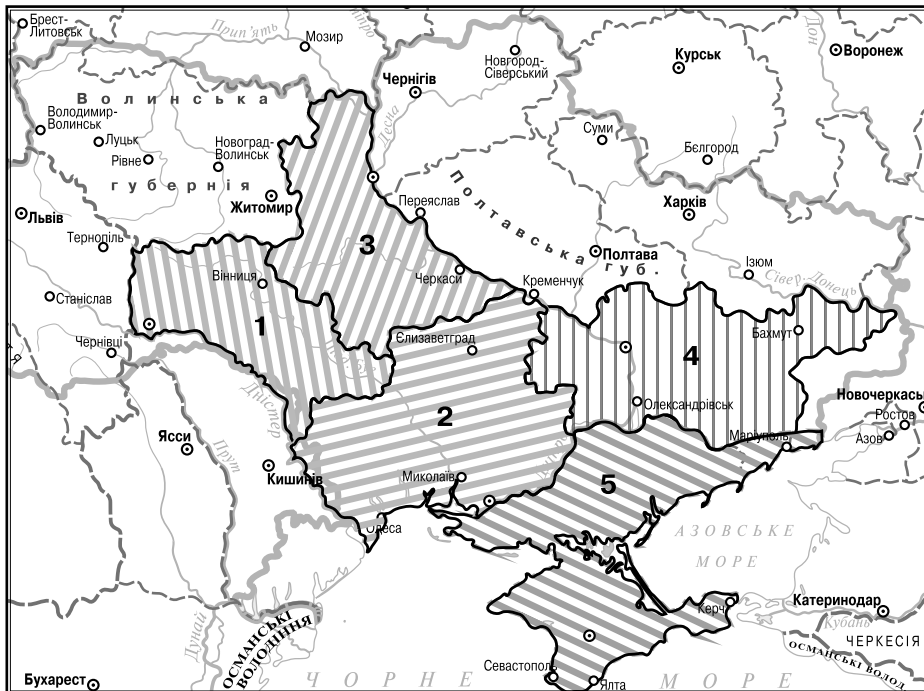 Брест-
Литовськ
Прип'ять
Мозир
Дніпро
Новгород-
Сіверський
Курськ
Дон
Воронеж
Чернігів
Десна
Волинська
губернія
Володимир-
Волинськ
Луцьк
Рівне
Новоград-
Волинськ
Житомир
Суми
Бєлгород
Львів
Тернопіль
Переяслав
Полтавська губ.
Харків
3
Полтава
Ізюм
Сівер. Донець
Станіслав
Вінниця
Черкаси
Кременчук
1
Чернівці
Єлизаветград
4
Бахмут
Дністер
2
Олександрівськ
Новочеркаськ
Ростов
Азов
Маріуполь
Ясси
Прут
Кишинів
Миколаїв
5
Одеса
АЗОВСЬКЕ
МОРЕ
Керч
Катеринодар
Кубань
ЧЕРКЕСІЯ
ОСМАНСЬКІ ВОЛОД
Дунай
ОСМАНСЬКІ
ВОЛОДІННЯ
Бухарест
ЧОРНЕ
МОРЕ
Севастополь
Ялта